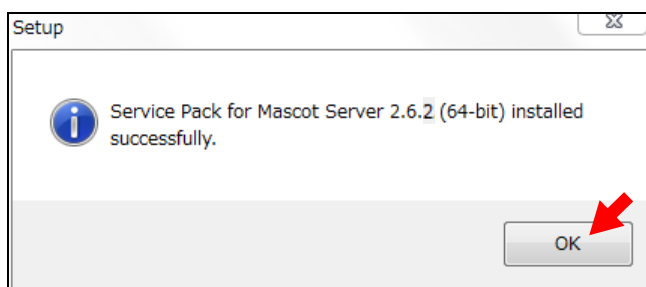 Setup
Service Pack for Mascot Server 2.6.2 (64-bit) installed
successfully.
OK